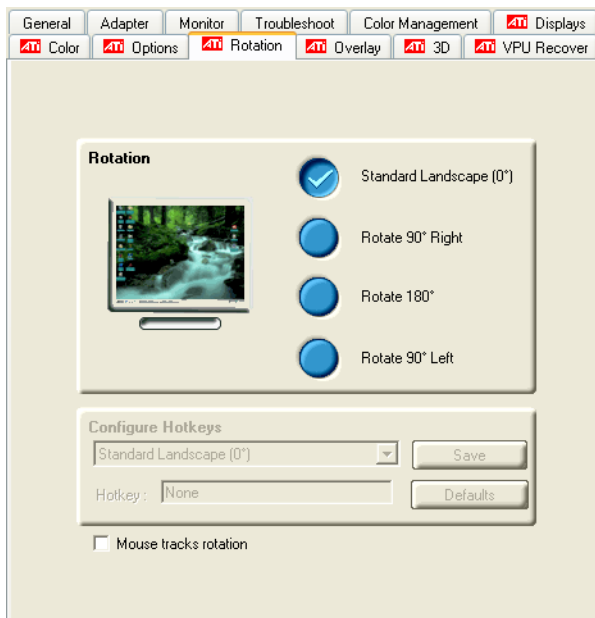 General Adapter Monitor Troubleshoot Color Management ATI Displays
ATI Color ATI Options ATI Rotation ATI Overlay ATI 3D ATI VPU Recover
Rotation
Standard Landscape (0°)
Rotate 90° Right
Rotate 180°
Rotate 90° Left
Configure Hotkeys
Standard Landscape (0°) Save
Hotkey: None Defaults
Mouse tracks rotation